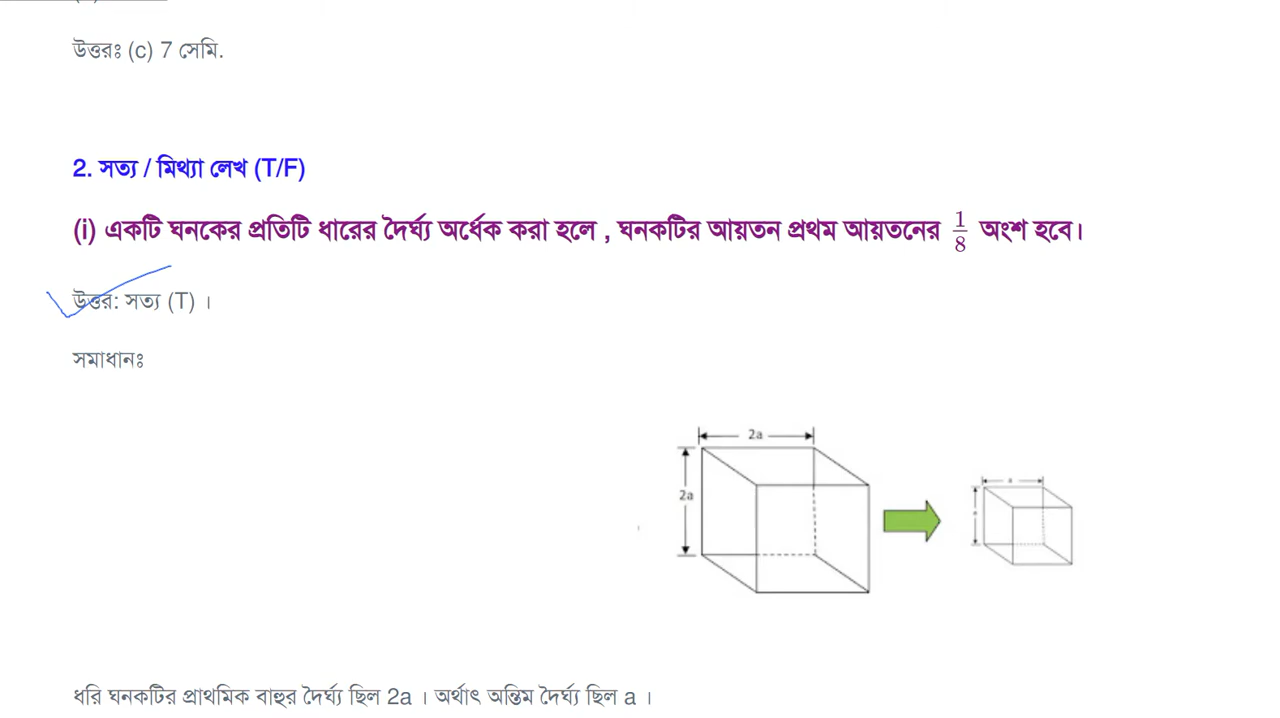 উত্তরঃ (c) 7 সেমি.
2. সত্য / মিথ্যা লেখ (T/F)
(i) একটি ঘনকের প্রতিটি ধারের দৈর্ঘ্য অর্ধেক করা হলে , ঘনকটির আয়তন প্রথম আয়তনের 1/8 অংশ হবে।
উত্তর: সত্য (T) ।
সমাধানঃ
2a
2a
a
a
ধরি ঘনকটির প্রাথমিক বাহুর দৈর্ঘ্য ছিল 2a । অর্থাৎ অন্তিম দৈর্ঘ্য ছিল a ।